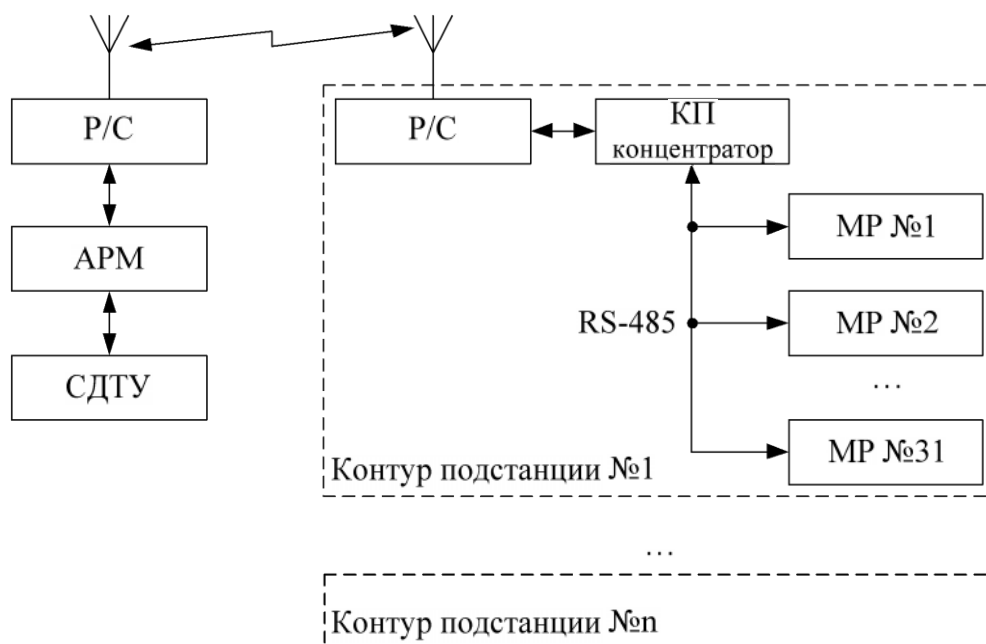 Р/С
АРМ
СДТУ
Р/С
КП
концентратор
МР №1
RS-485
МР №2
...
МР №31
Контур подстанции №1
...
Контур подстанции №n